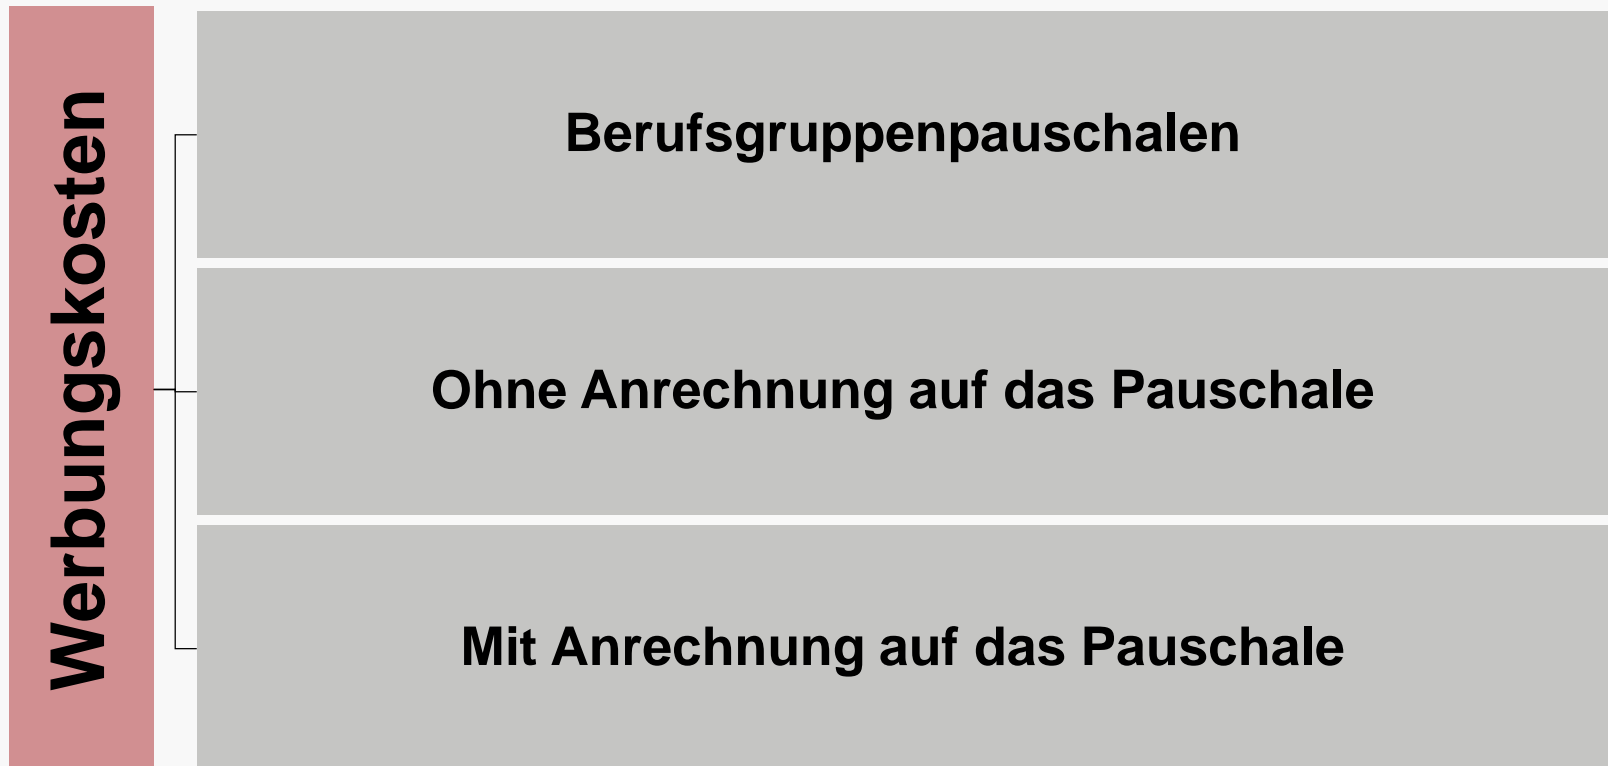 Werbungskosten
Berufsgruppenpauschalen
Ohne Anrechnung auf das Pauschale
Mit Anrechnung auf das Pauschale